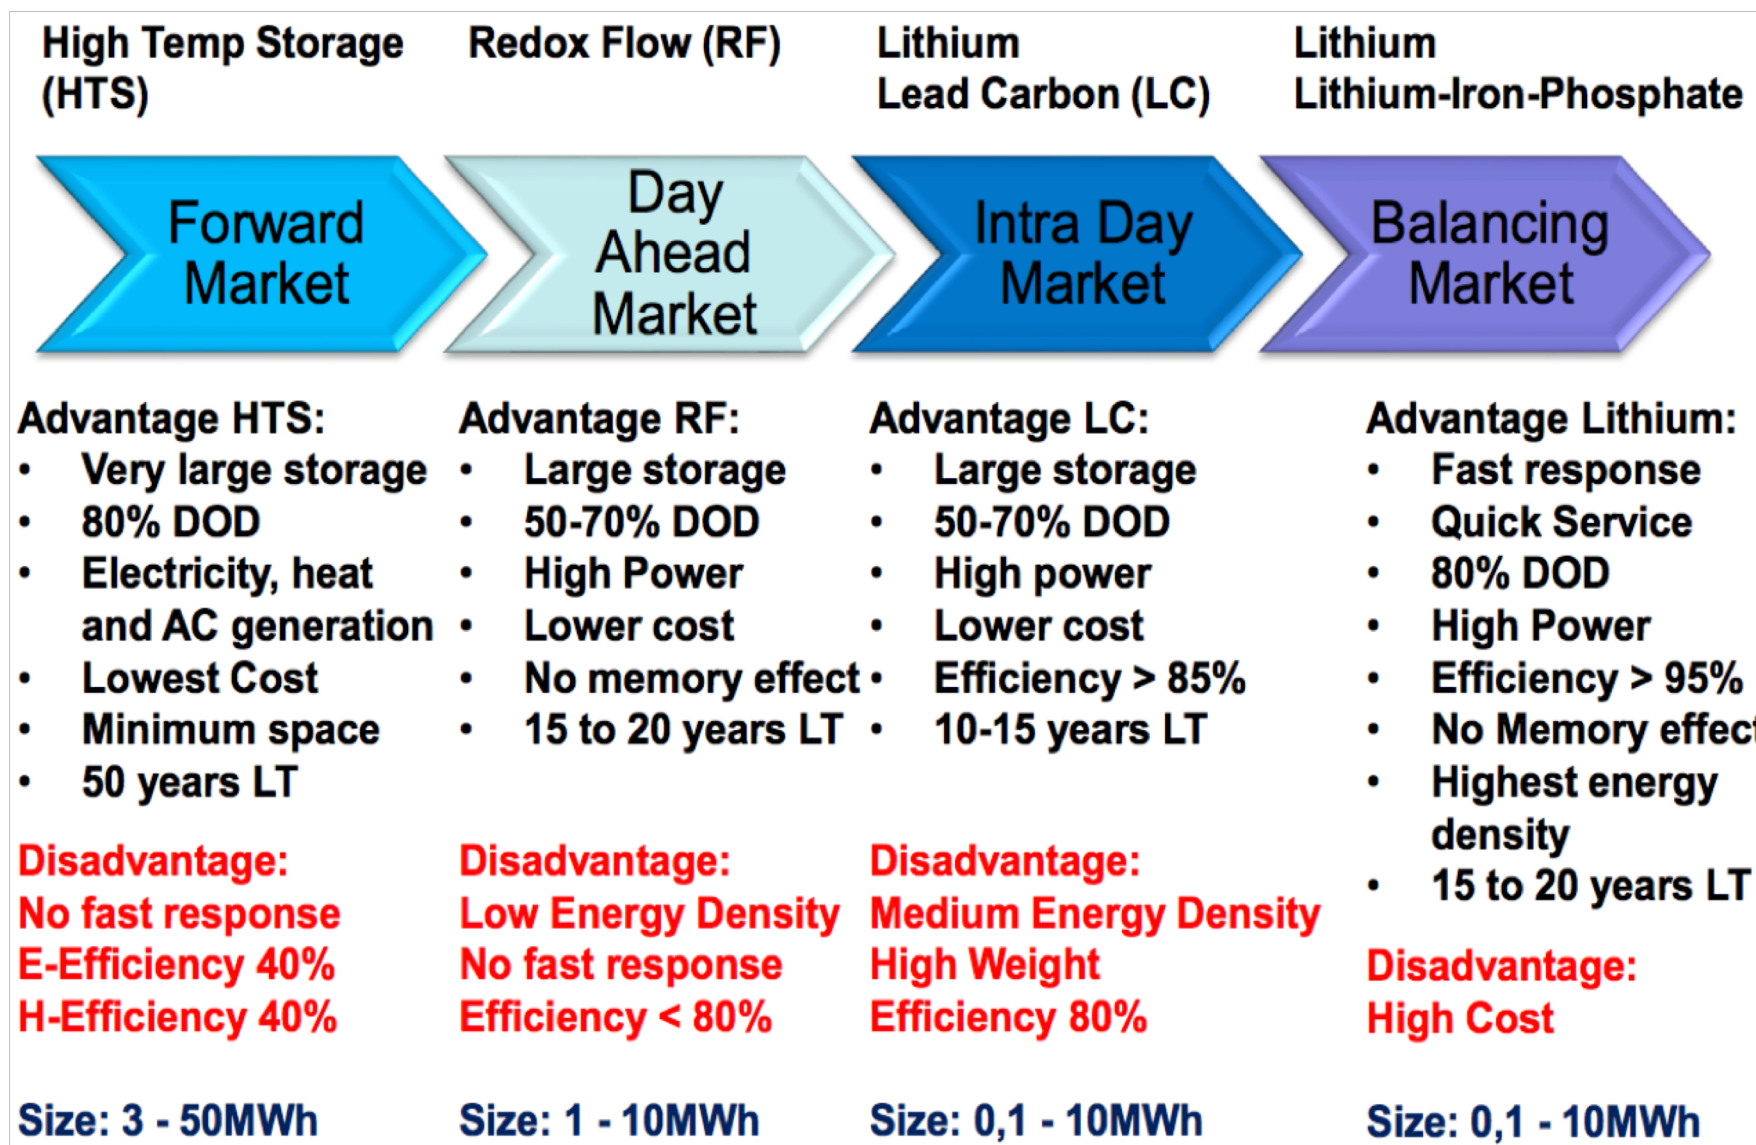 High Temp Storage
(HTS)
Redox Flow (RF)
Lithium
Lead Carbon (LC)
Lithium
Lithium-Iron-Phosphate
Forward
Market
Day
Ahead
Market
Intra Day
Market
Balancing
Market
Advantage HTS:
• Very large storage
• 80% DOD
• Electricity, heat
and AC generation
• Lowest Cost
• Minimum space
• 50 years LT
Disadvantage:
No fast response
E-Efficiency 40%
H-Efficiency 40%
Size: 3 - 50MWh
Advantage RF:
• Large storage
• 50-70% DOD
• High Power
• Lower cost
• No memory effect
• 15 to 20 years LT
Disadvantage:
Low Energy Density
No fast response
Efficiency < 80%
Size: 1 - 10MWh
Advantage LC:
• Large storage
• 50-70% DOD
• High power
• Lower cost
• Efficiency > 85%
• 10-15 years LT
Disadvantage:
Medium Energy Density
High Weight
Efficiency 80%
Size: 0,1 - 10MWh
Advantage Lithium:
• Fast response
• Quick Service
• 80% DOD
• High Power
• Efficiency > 95%
• No Memory effect
• Highest energy
density
• 15 to 20 years LT
Disadvantage:
High Cost
Size: 0,1 - 10MWh